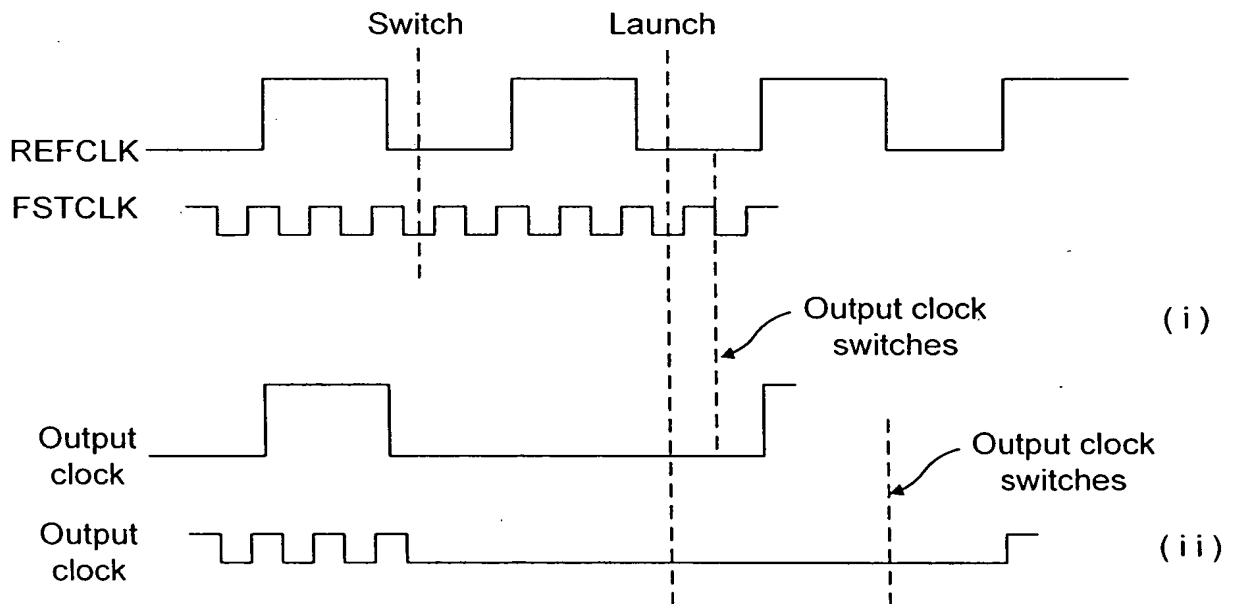 Switch
Launch
REFCLK
FSTCLK
Output clock
switches
( i )
Output
clock
Output clock
switches
Output
clock
( ii )